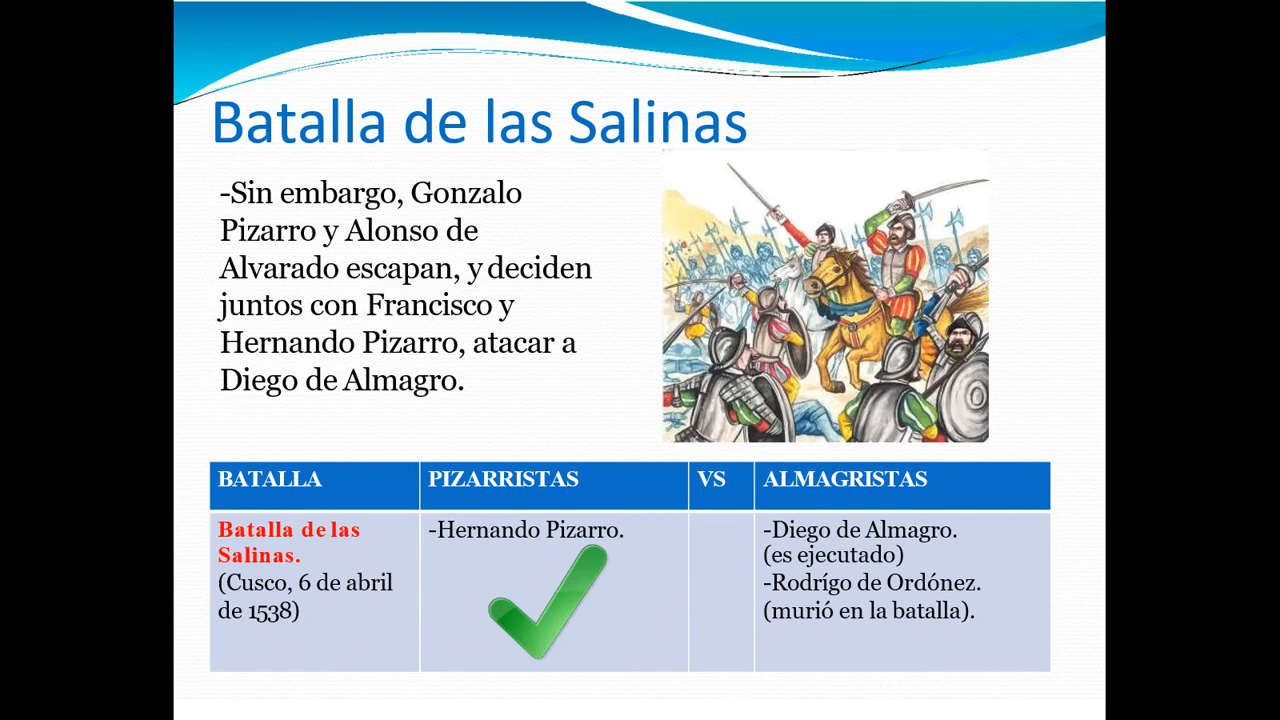 Batalla de las Salinas
-Sin embargo, Gonzalo
Pizarro y Alonso de
Alvarado escapan, y deciden
juntos con Francisco y
Hernando Pizarro, atacar a
Diego de Almagro.
BATALLA PIZARRISTAS VS ALMAGRISTAS
Batalla de las
Salinas.
(Cusco, 6 de abril
de 1538)
-Hernando Pizarro.
-Diego de Almagro.
(es ejecutado)
-Rodrígo de Ordónez.
(murió en la batalla).